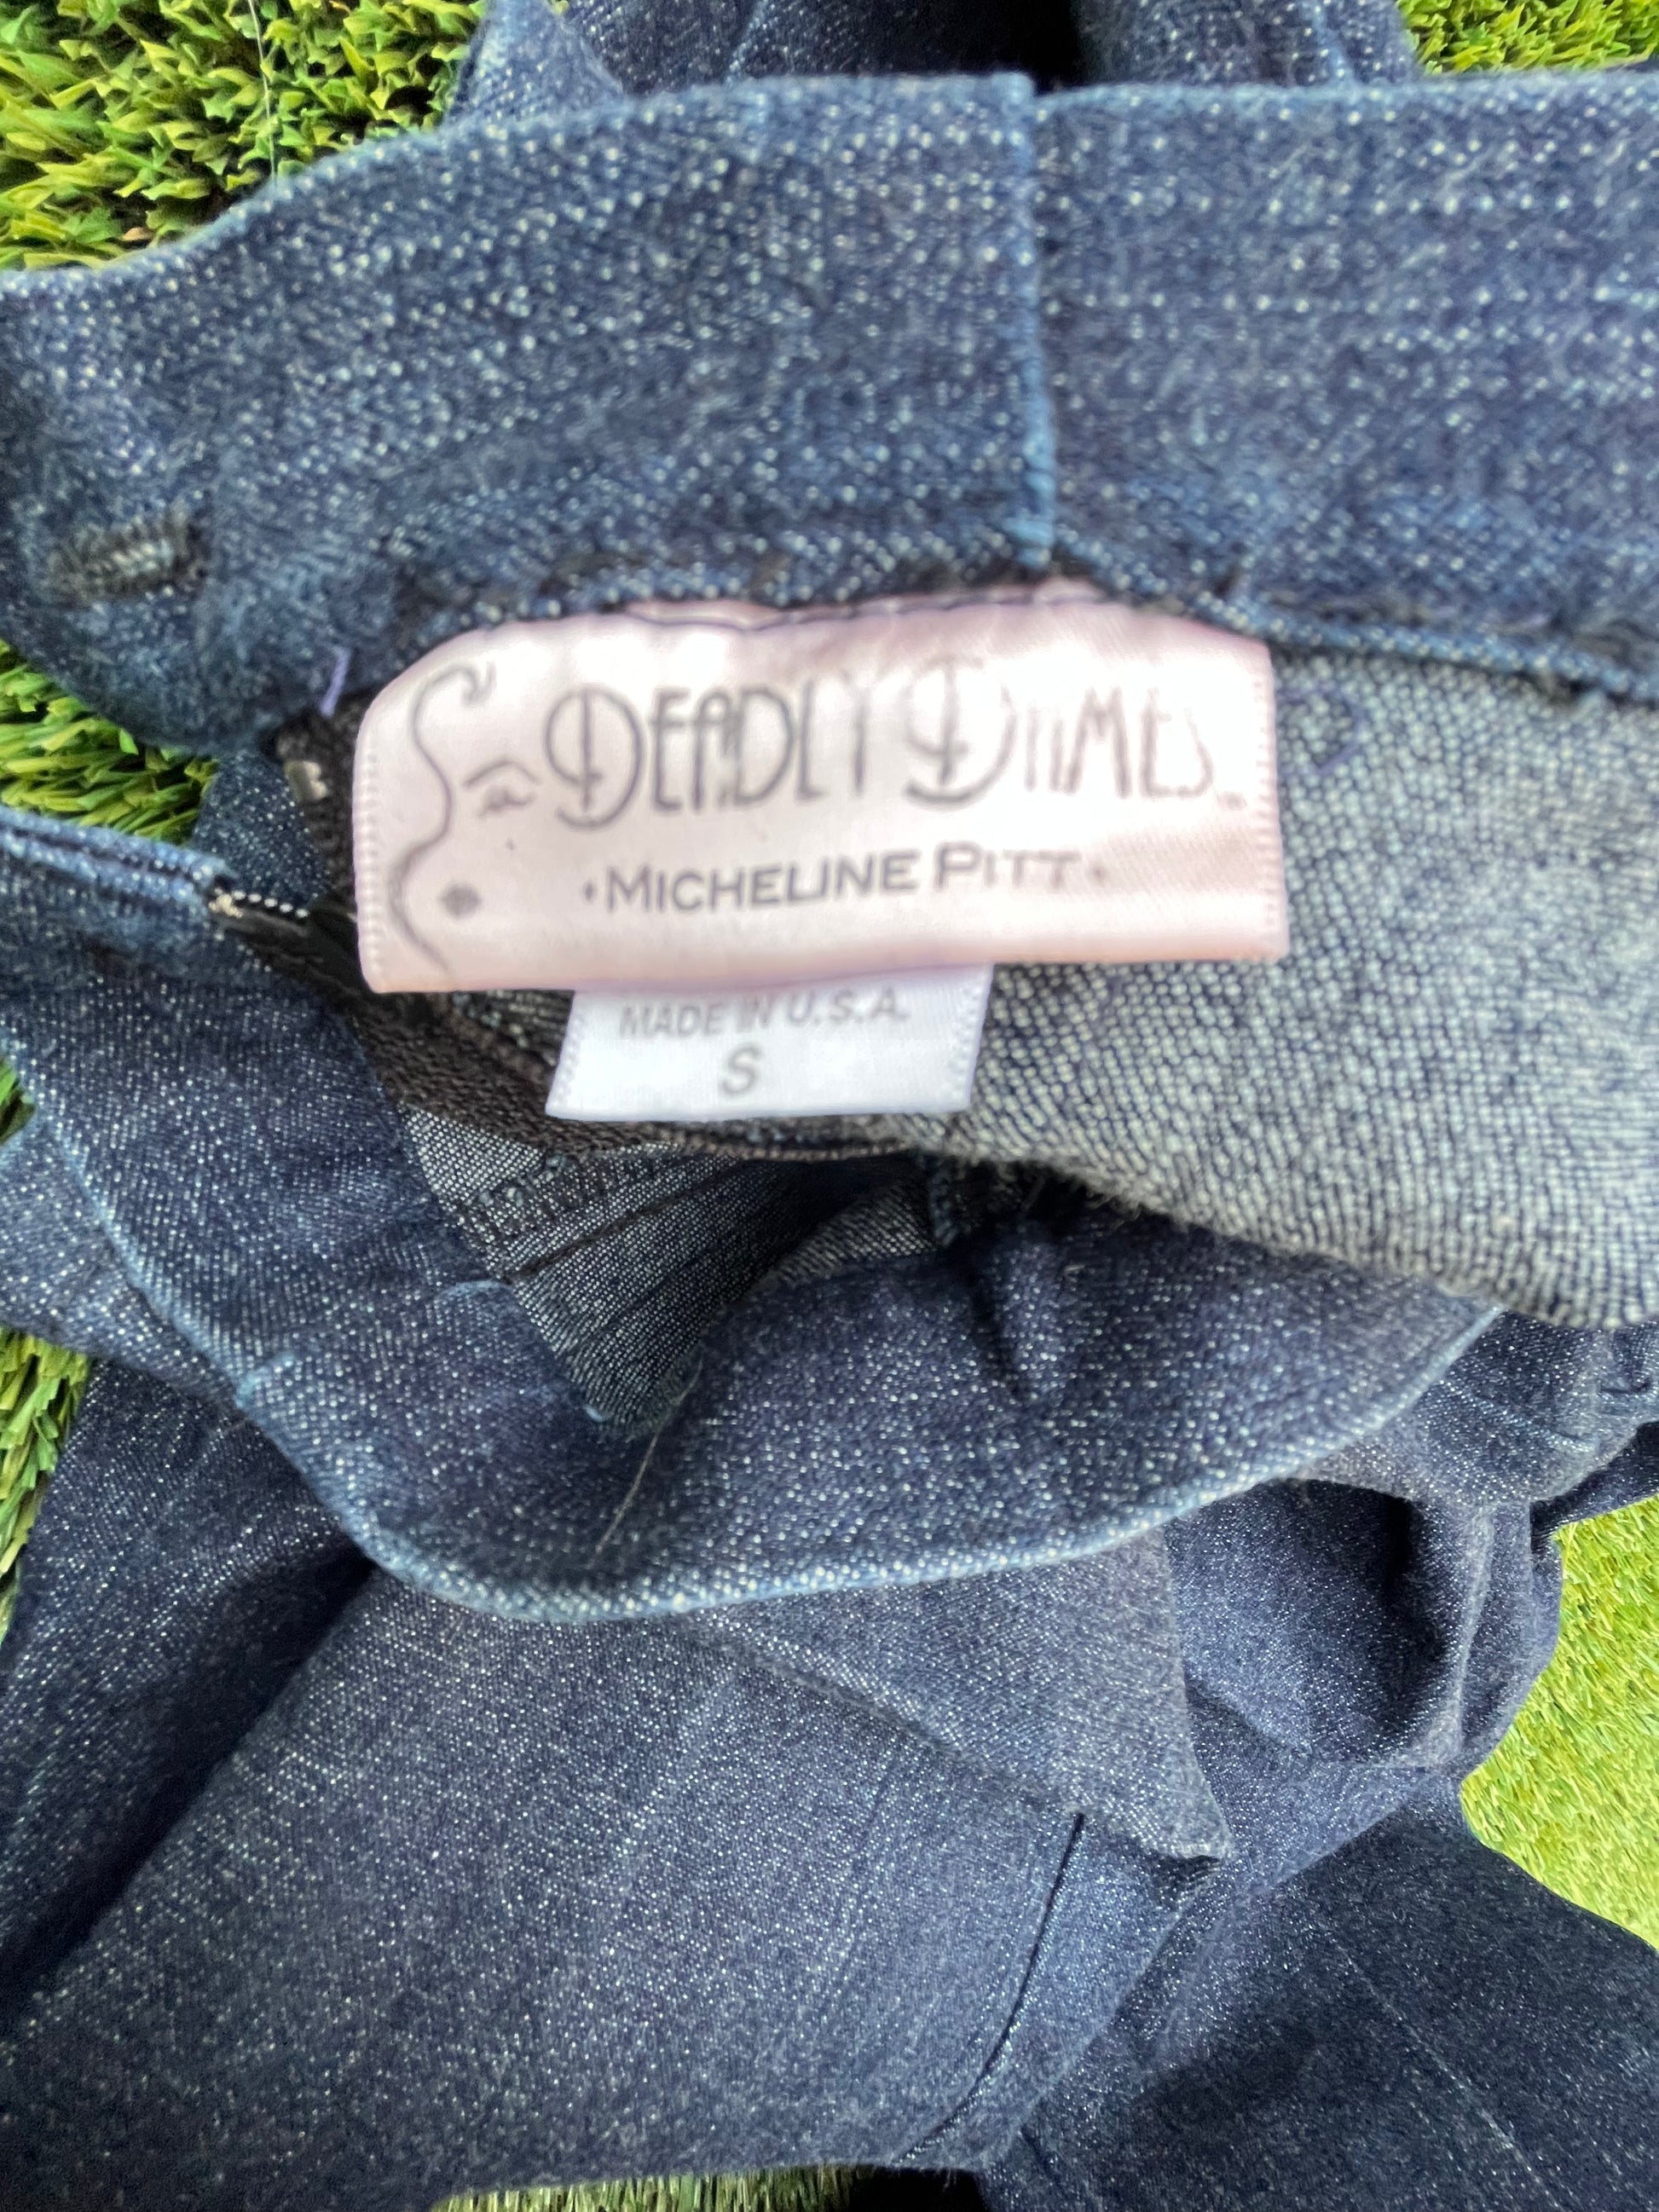 DEADLY DAMES
•MICHELINE PITT•
MADE IN U.S.A.
S